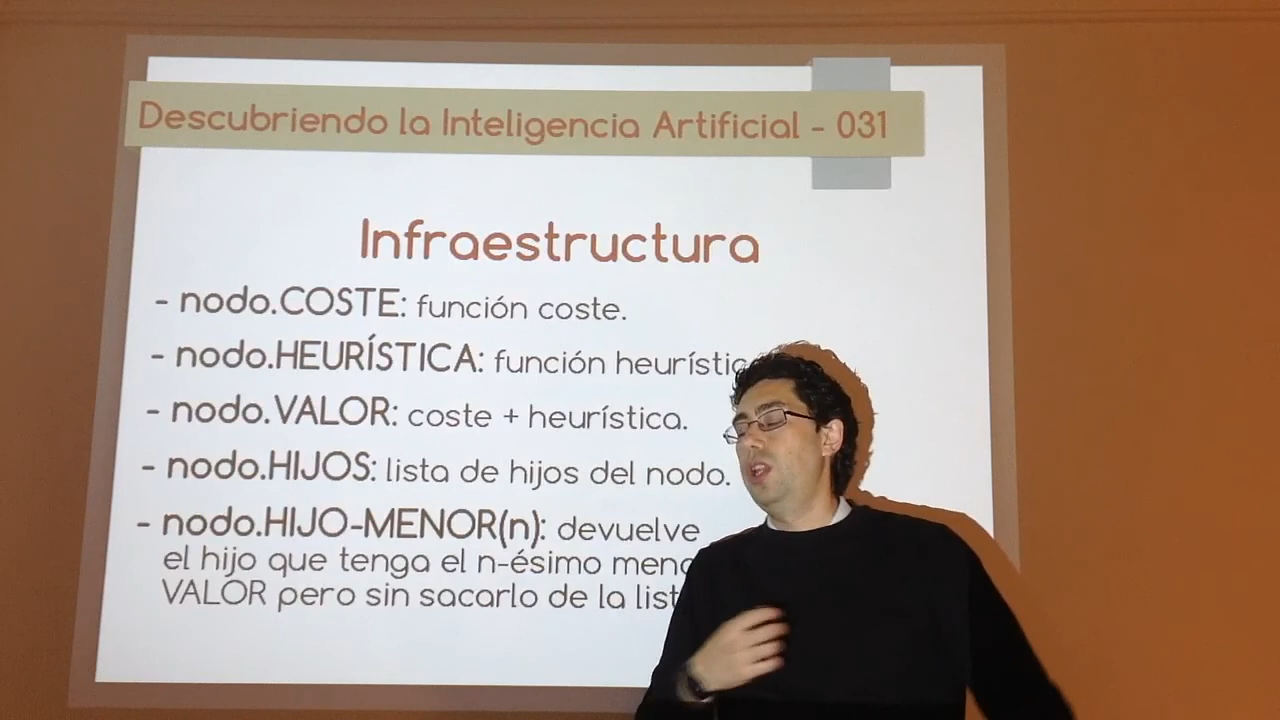 Descubriendo la Inteligencia Artificial - 031
Infraestructura
- nodo.COSTE: función coste.
- nodo.HEURÍSTICA: función
- nodo.VALOR: coste + heurística.
- nodo.HIJOS: lista de hijos del nodo.
- nodo.HIJO-MENOR(n): devuelve
el hijo que tenga el n-ésimo
VALOR pero sin sacarlo de la